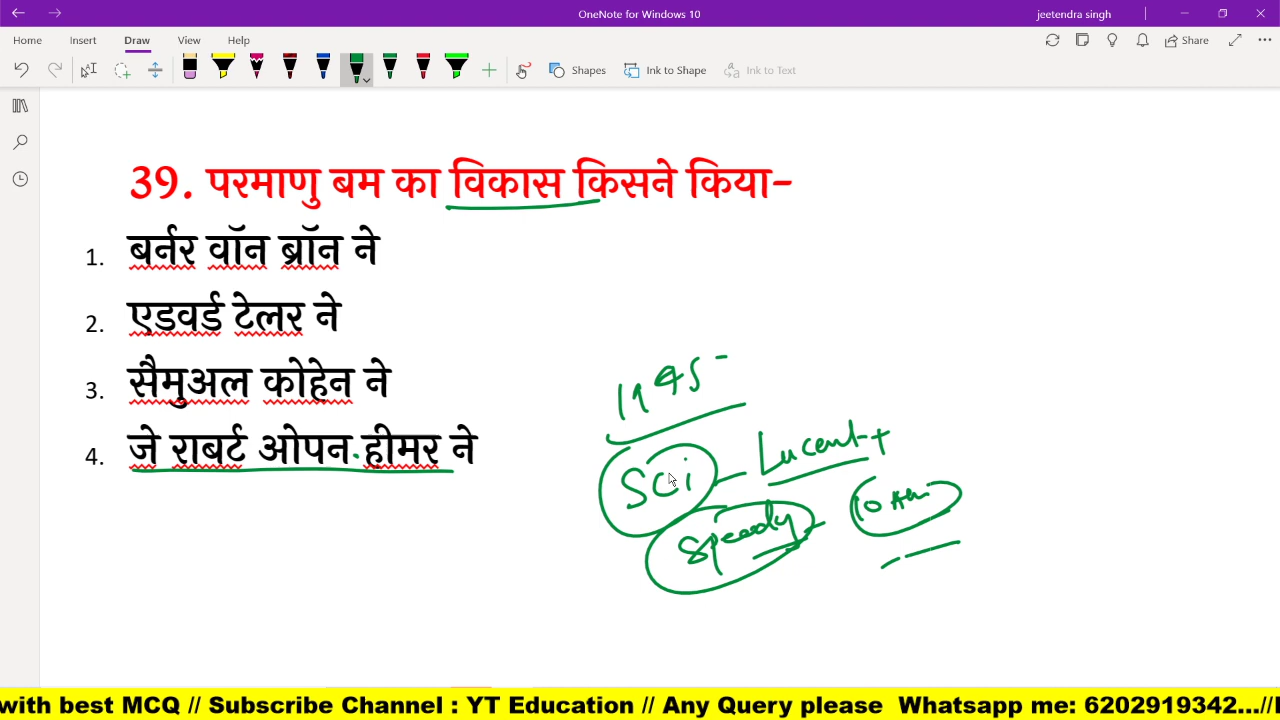 OneNote for Windows 10
jeetendra singh
Home Insert Draw View Help
Share
Shapes Ink to Shape Ink to Text
39. परमाणु बम का विकास किसने किया-
1. बर्नर वॉन ब्रॉन ने
2. एडवर्ड टेलर ने
3. सैमुअल कोहेन ने
4. जे राबर्ट ओपन हीमर ने
1945
SCi - Lucent +
Speedy
with best MCQ // Subscribe Channel : YT Education // Any Query please Whatsapp me: 6202919342...//